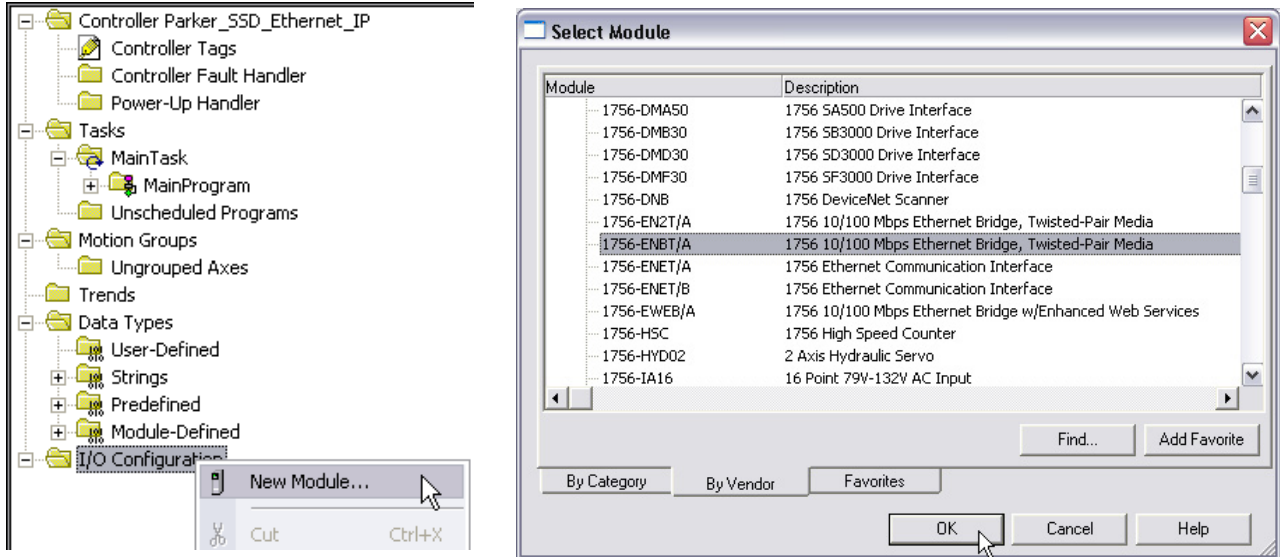 Controller Parker_SSD_Ethernet_IP
Controller Tags
Controller Fault Handler
Power-Up Handler
Tasks
MainTask
MainProgram
Unscheduled Programs
Motion Groups
Ungrouped Axes
Trends
Data Types
User-Defined
Strings
Predefined
Module-Defined
I/O Configuration
New Module...
Cut Ctrl+X
Select Module
Module Description
1756-DMA50 1756 SA500 Drive Interface
1756-DMB30 1756 SB3000 Drive Interface
1756-DMD30 1756 SD3000 Drive Interface
1756-DMF30 1756 SF3000 Drive Interface
1756-DNB 1756 DeviceNet Scanner
1756-EN2T/A 1756 10/100 Mbps Ethernet Bridge, Twisted-Pair Media
1756-ENBT/A 1756 10/100 Mbps Ethernet Bridge, Twisted-Pair Media
1756-ENET/A 1756 Ethernet Communication Interface
1756-ENET/B 1756 Ethernet Communication Interface
1756-EWEB/A 1756 10/100 Mbps Ethernet Bridge w/Enhanced Web Services
1756-HSC 1756 High Speed Counter
1756-HYD02 2 Axis Hydraulic Servo
1756-IA16 16 Point 79V-132V AC Input
Find... Add Favorite
By Category By Vendor Favorites
OK Cancel Help